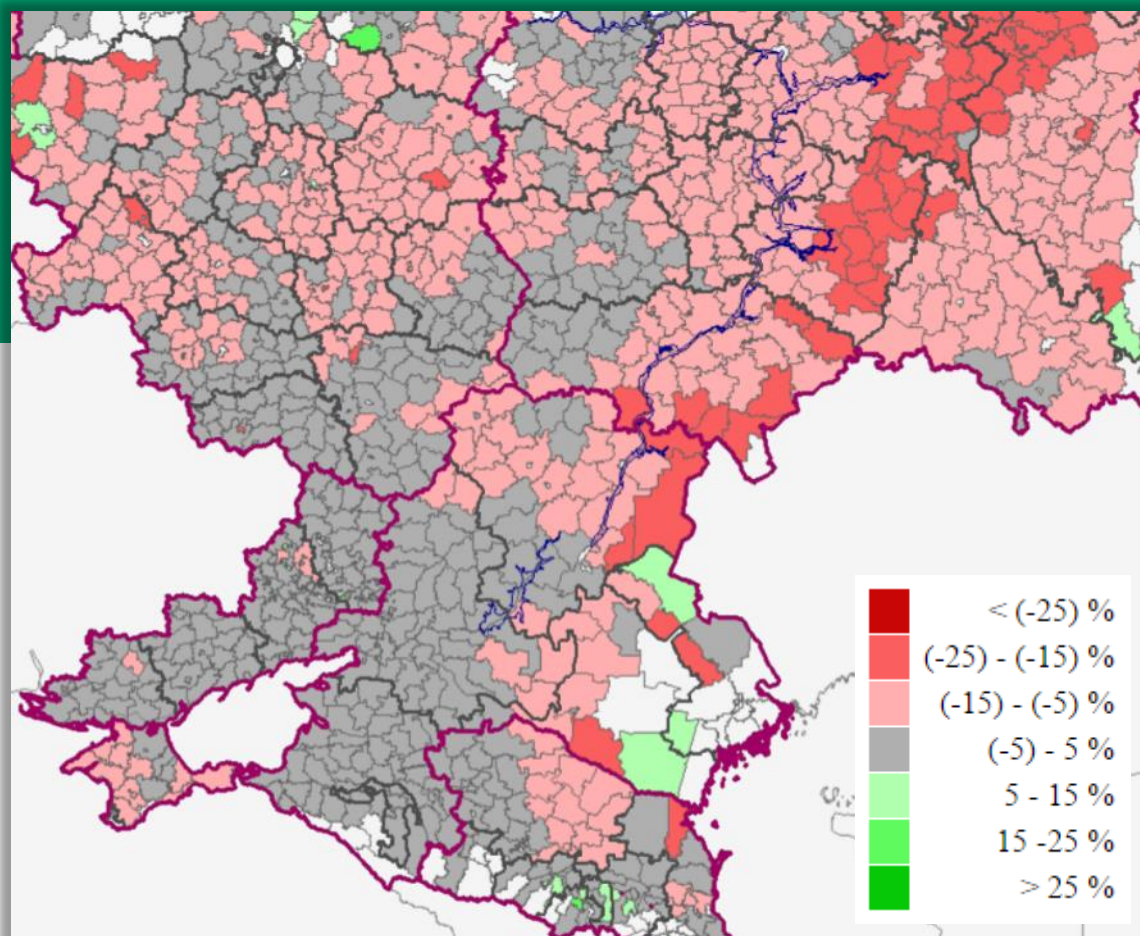 < (-25) %
(-25) - (-15) %
(-15) - (-5) %
(-5) - 5 %
5 - 15 %
15 -25 %
> 25 %